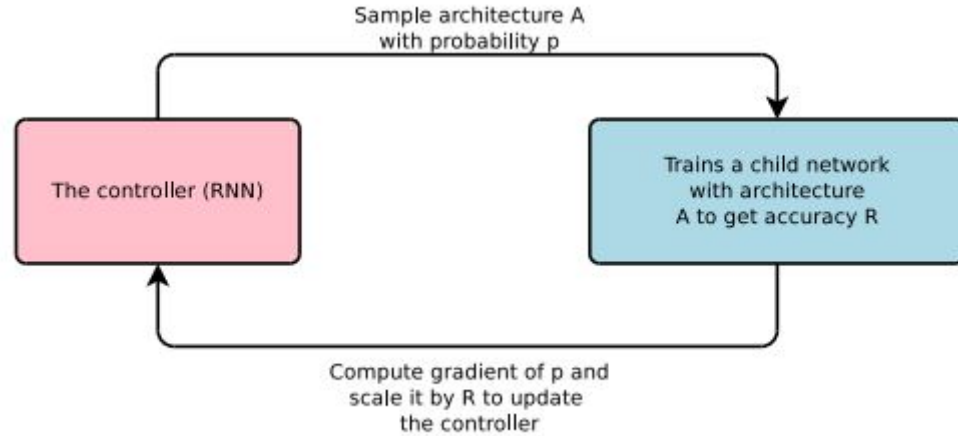 Sample architecture A
with probability p
The controller (RNN)
Trains a child network
with architecture
A to get accuracy R
Compute gradient of p and
scale it by R to update
the controller